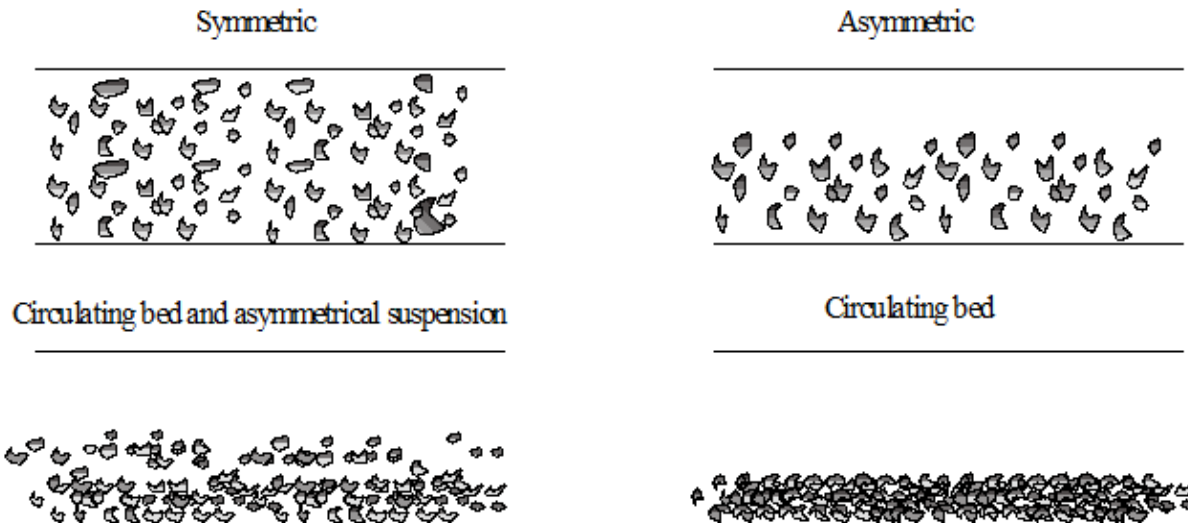 Symmetric
Asymmetric
Circulating bed and asymmetrical suspension
Circulating bed